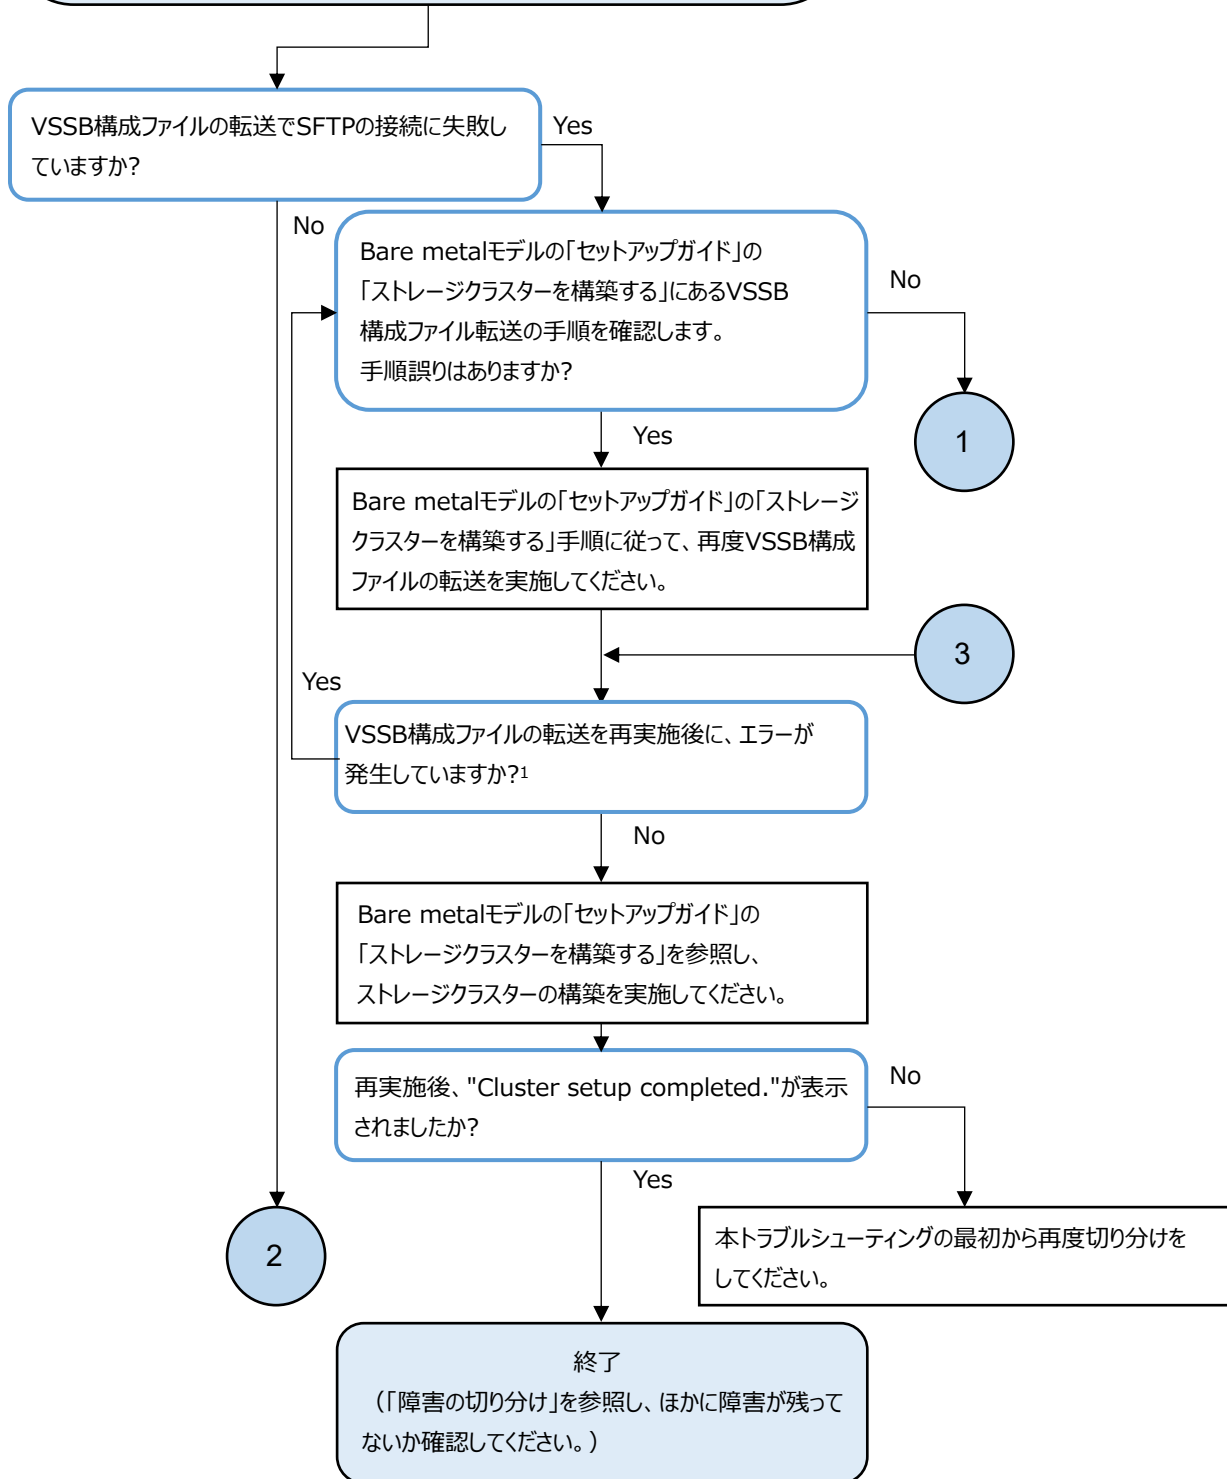 VSSB構成ファイルの転送でSFTPの接続に失敗し
ていますか?
Yes
No
Bare metalモデルの「セットアップガイド」の
「ストレージクラスターを構築する」にあるVSSB
構成ファイル転送の手順を確認します。
手順誤りはありますか?
No
1
Yes
Bare metalモデルの「セットアップガイド」の「ストレージ
クラスターを構築する」手順に従って、再度VSSB構成
ファイルの転送を実施してください。
3
Yes
VSSB構成ファイルの転送を再実施後に、エラーが
発生していますか?1
No
Bare metalモデルの「セットアップガイド」の
「ストレージクラスターを構築する」を参照し、
ストレージクラスターの構築を実施してください。
再実施後、"Cluster setup completed."が表示
されましたか?
No
Yes
2
本トラブルシューティングの最初から再度切り分けを
してください。
終了
(「障害の切り分け」を参照し、ほかに障害が残って
ないか確認してください。)